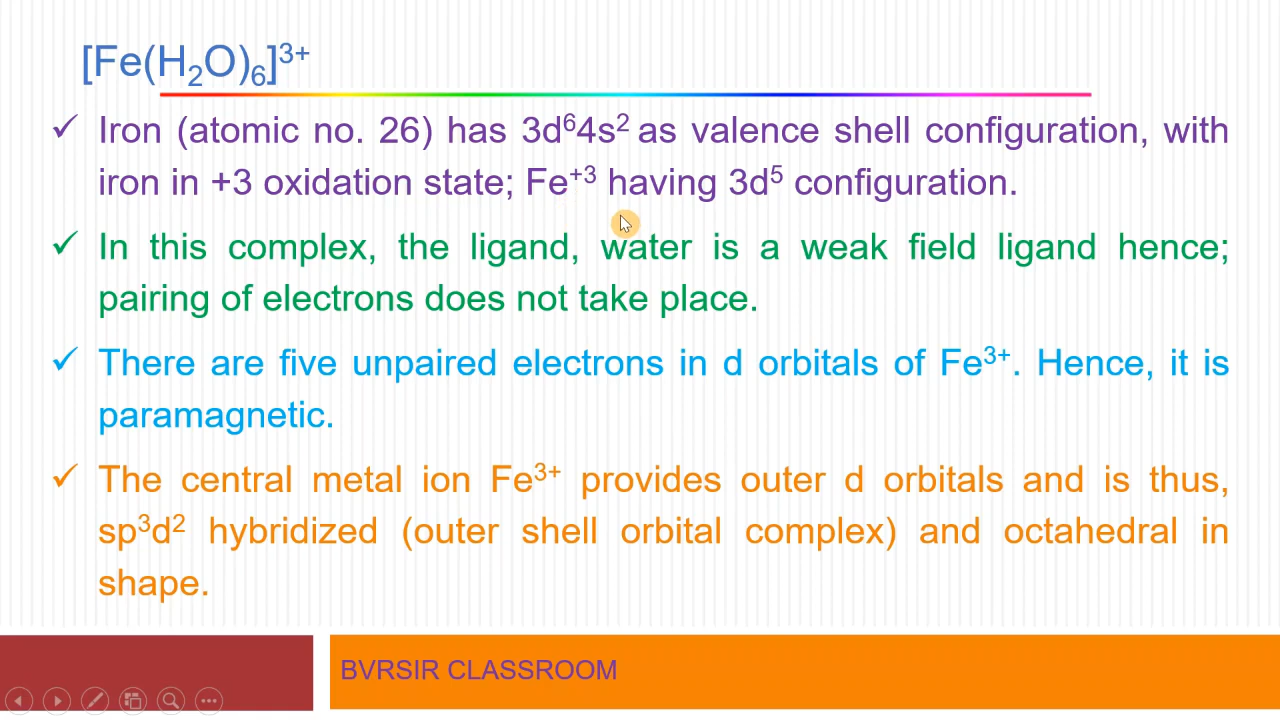 [Fe(H₂O)₆]³⁺
✓ Iron (atomic no. 26) has 3d⁶4s² as valence shell configuration, with
iron in +3 oxidation state; Fe⁺³ having 3d⁵ configuration.
✓ In this complex, the ligand, water is a weak field ligand hence;
pairing of electrons does not take place.
✓ There are five unpaired electrons in d orbitals of Fe³⁺. Hence, it is
paramagnetic.
✓ The central metal ion Fe³⁺ provides outer d orbitals and is thus,
sp³d² hybridized (outer shell orbital complex) and octahedral in
shape.
BVRSIR CLASSROOM